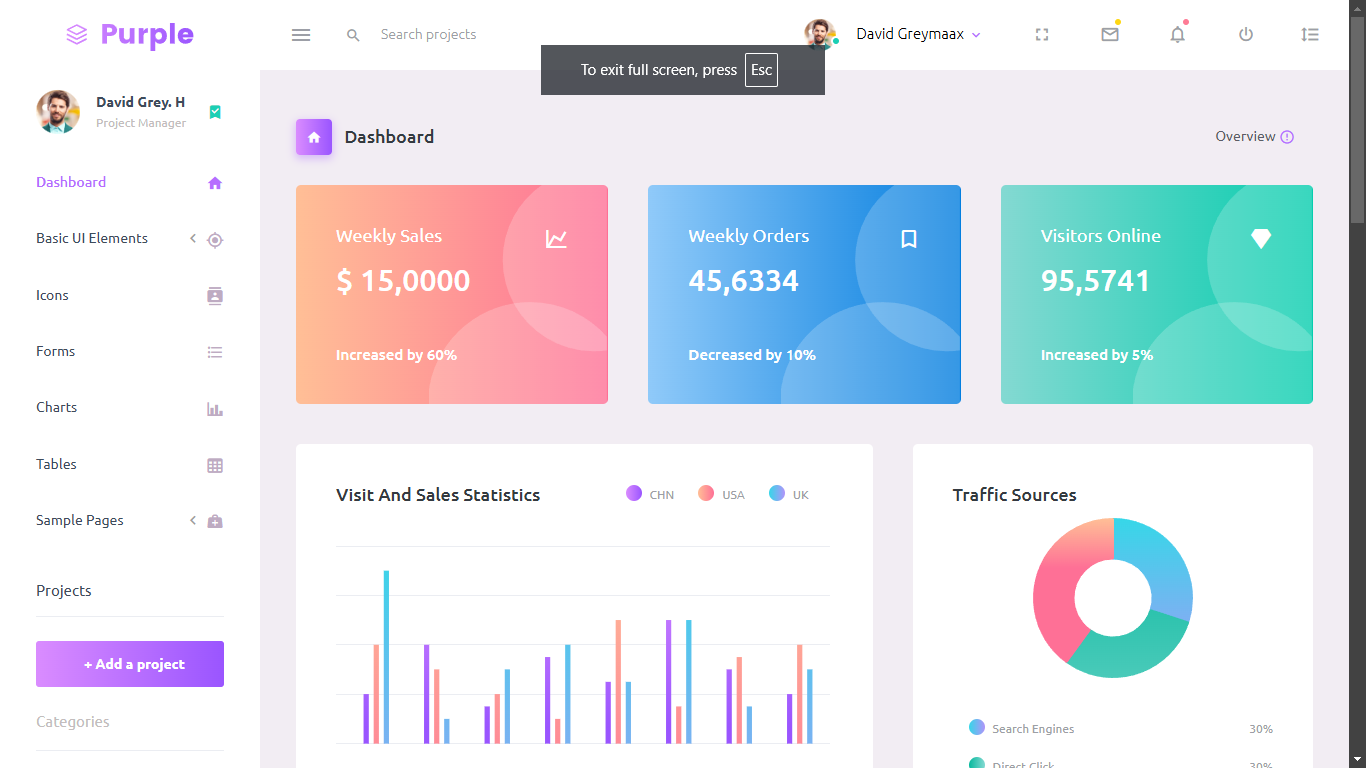 Purple
Search projects
David Greymaax
To exit full screen, press Esc
David Grey. H
Project Manager
Dashboard
Basic UI Elements
Icons
Forms
Charts
Tables
Sample Pages
Projects
+ Add a project
Categories
Dashboard
Overview
Weekly Sales
$ 15,0000
Increased by 60%
Weekly Orders
45,6334
Decreased by 10%
Visitors Online
95,5741
Increased by 5%
Visit And Sales Statistics
CHN USA UK
Traffic Sources
Search Engines 30%
Direct Click 30%